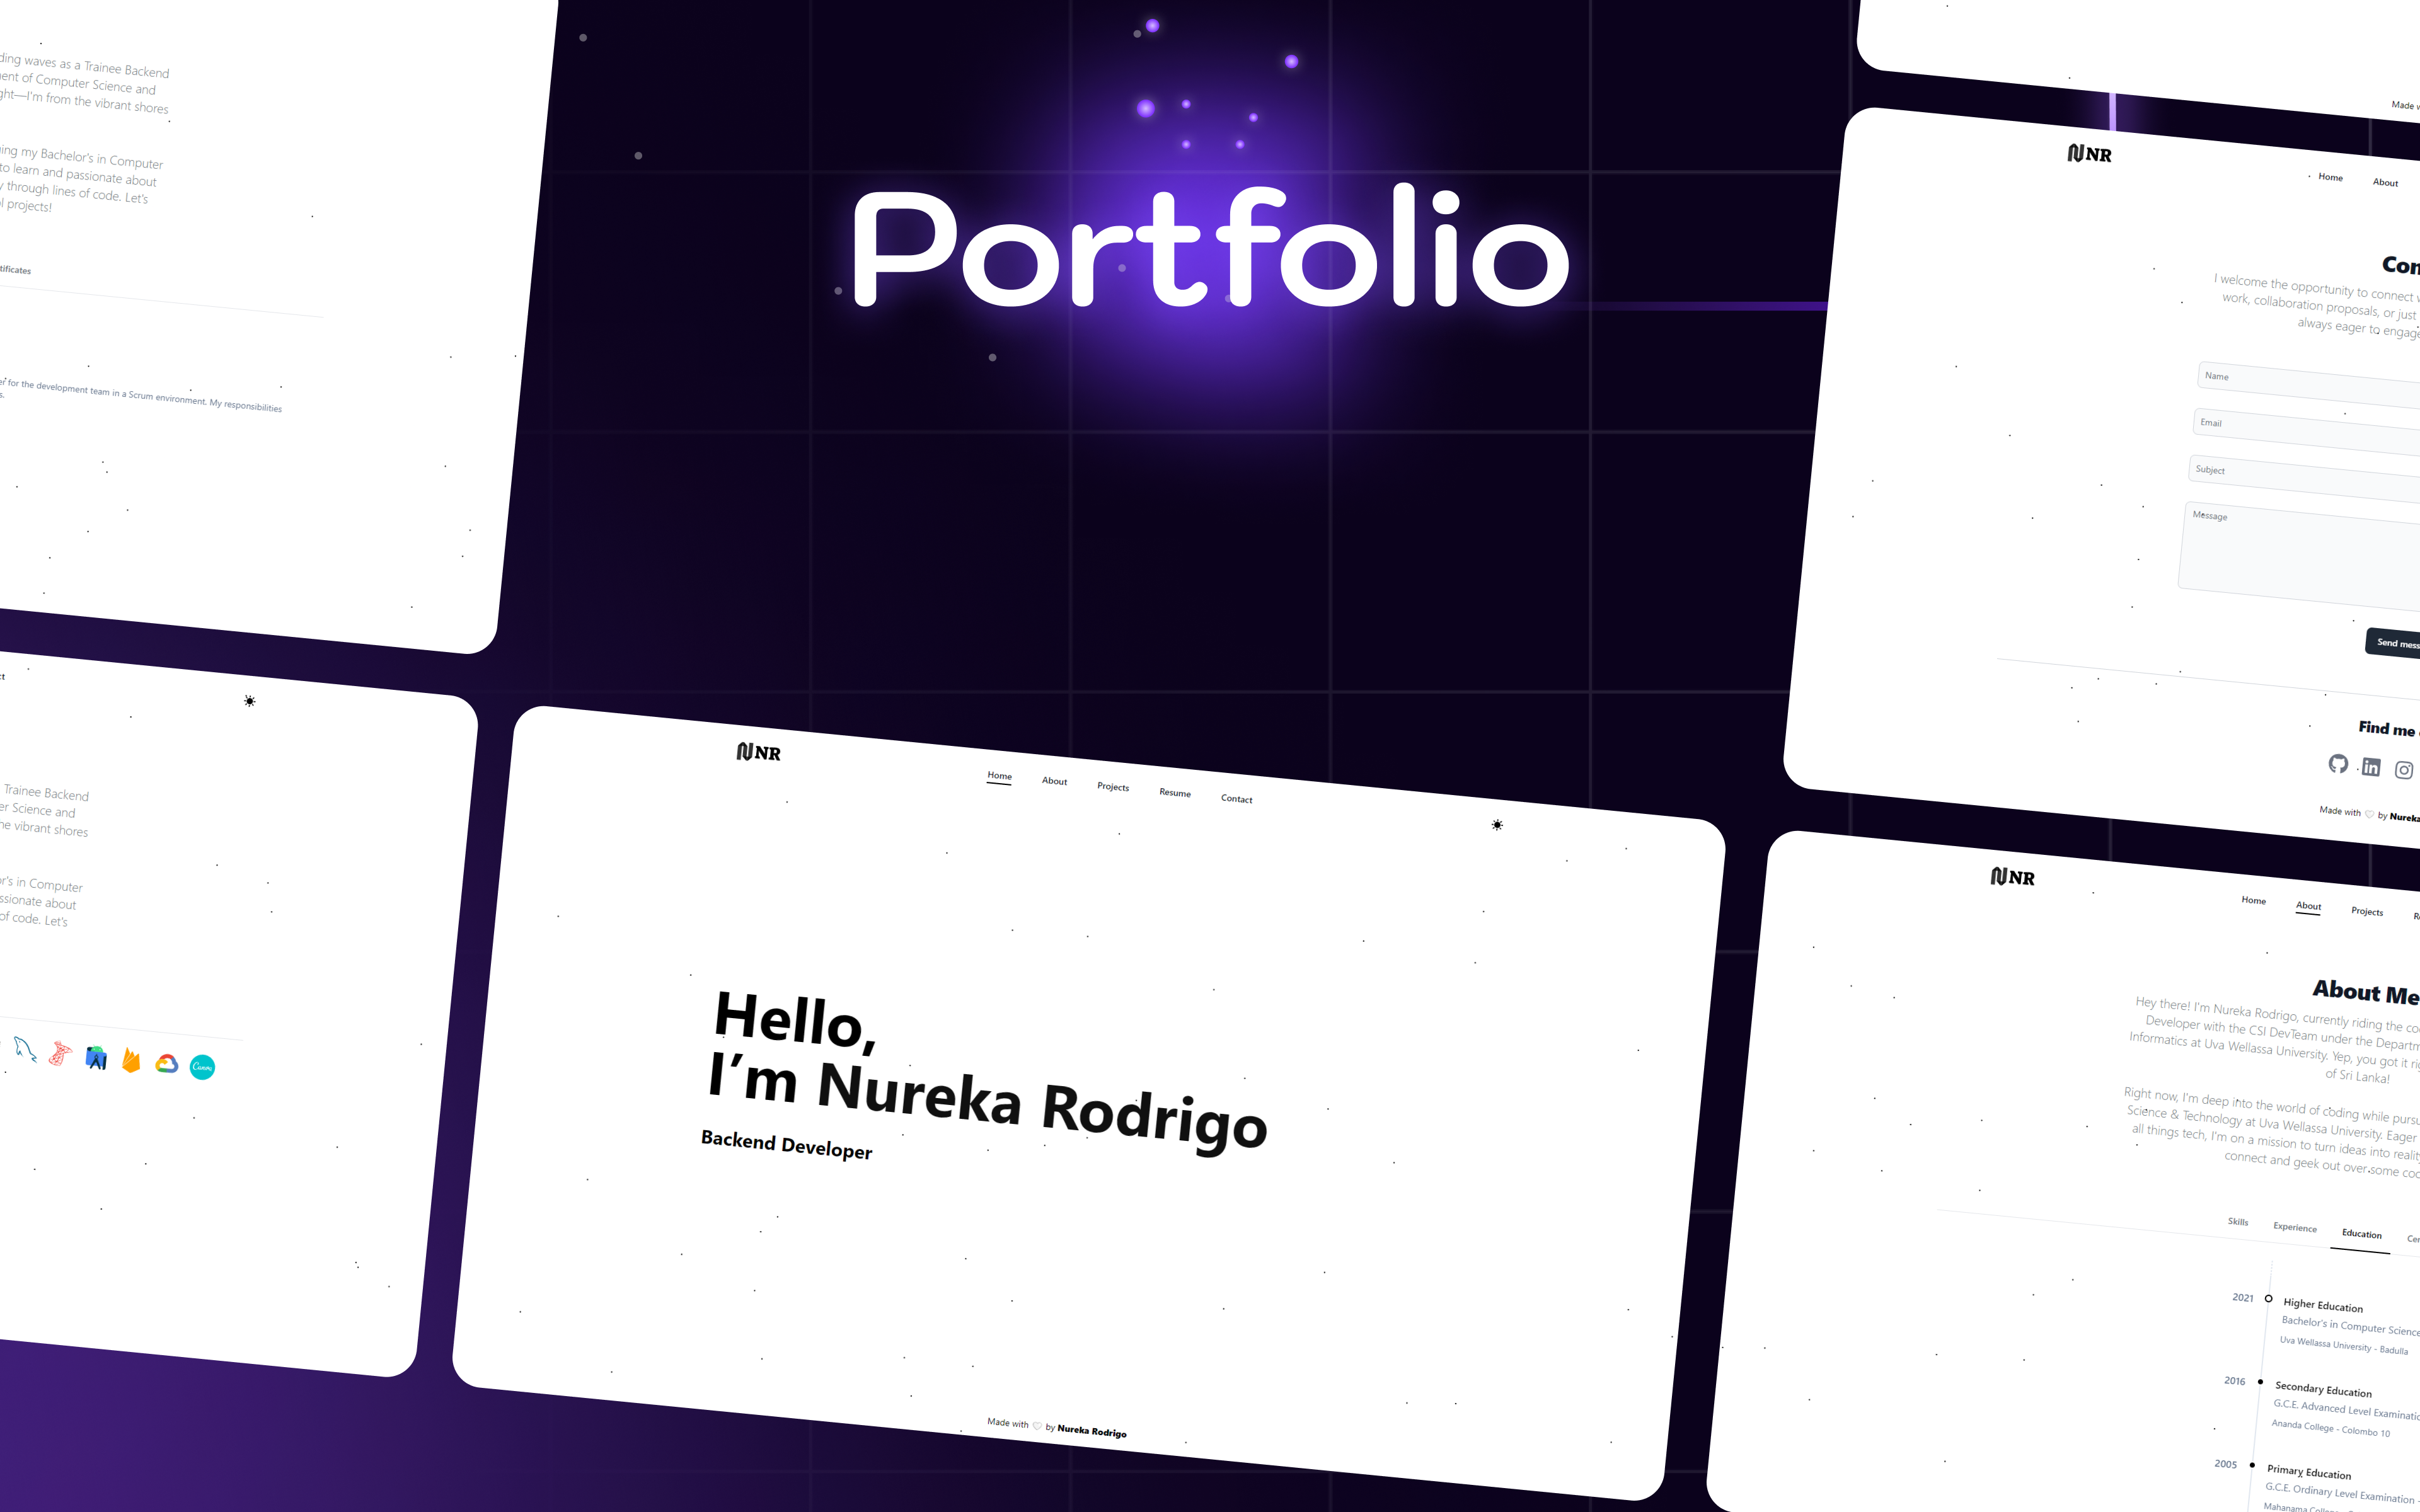 Portfolio
ding waves as a Trainee Backend
ent of Computer Science and
ght—I'm from the vibrant shores
ing my Bachelor's in Computer
to learn and passionate about
y through lines of code. Let's
l projects!
tificates
er for the development team in a Scrum environment. My responsibilities
s.
Made w
NR
Home About
Con
I welcome the opportunity to connect w
work, collaboration proposals, or just
always eager to engage
Name
Email
Subject
Message
Send mess
Find me
Made with ♡ by Nureka
ct
Trainee Backend
er Science and
he vibrant shores
or's in Computer
ssionate about
of code. Let's
Canva
NR
Home About Projects Resume Contact
Hello,
I'm Nureka Rodrigo
Backend Developer
Made with ♡ by Nureka Rodrigo
NR
Home About Projects R
About Me
Hey there! I'm Nureka Rodrigo, currently riding the co
Developer with the CSI DevTeam under the Departm
Informatics at Uva Wellassa University. Yep, you got it ri
of Sri Lanka!
Right now, I'm deep into the world of coding while pursu
Science & Technology at Uva Wellassa University. Eager
all things tech, I'm on a mission to turn ideas into realit
connect and geek out over some coo
Skills Experience Education Cer
2021 Higher Education
Bachelor's in Computer Science
Uva Wellassa University - Badulla
2016 Secondary Education
G.C.E. Advanced Level Examinatio
Ananda College - Colombo 10
2005 Primary Education
G.C.E. Ordinary Level Examination -
Mahanama Colle